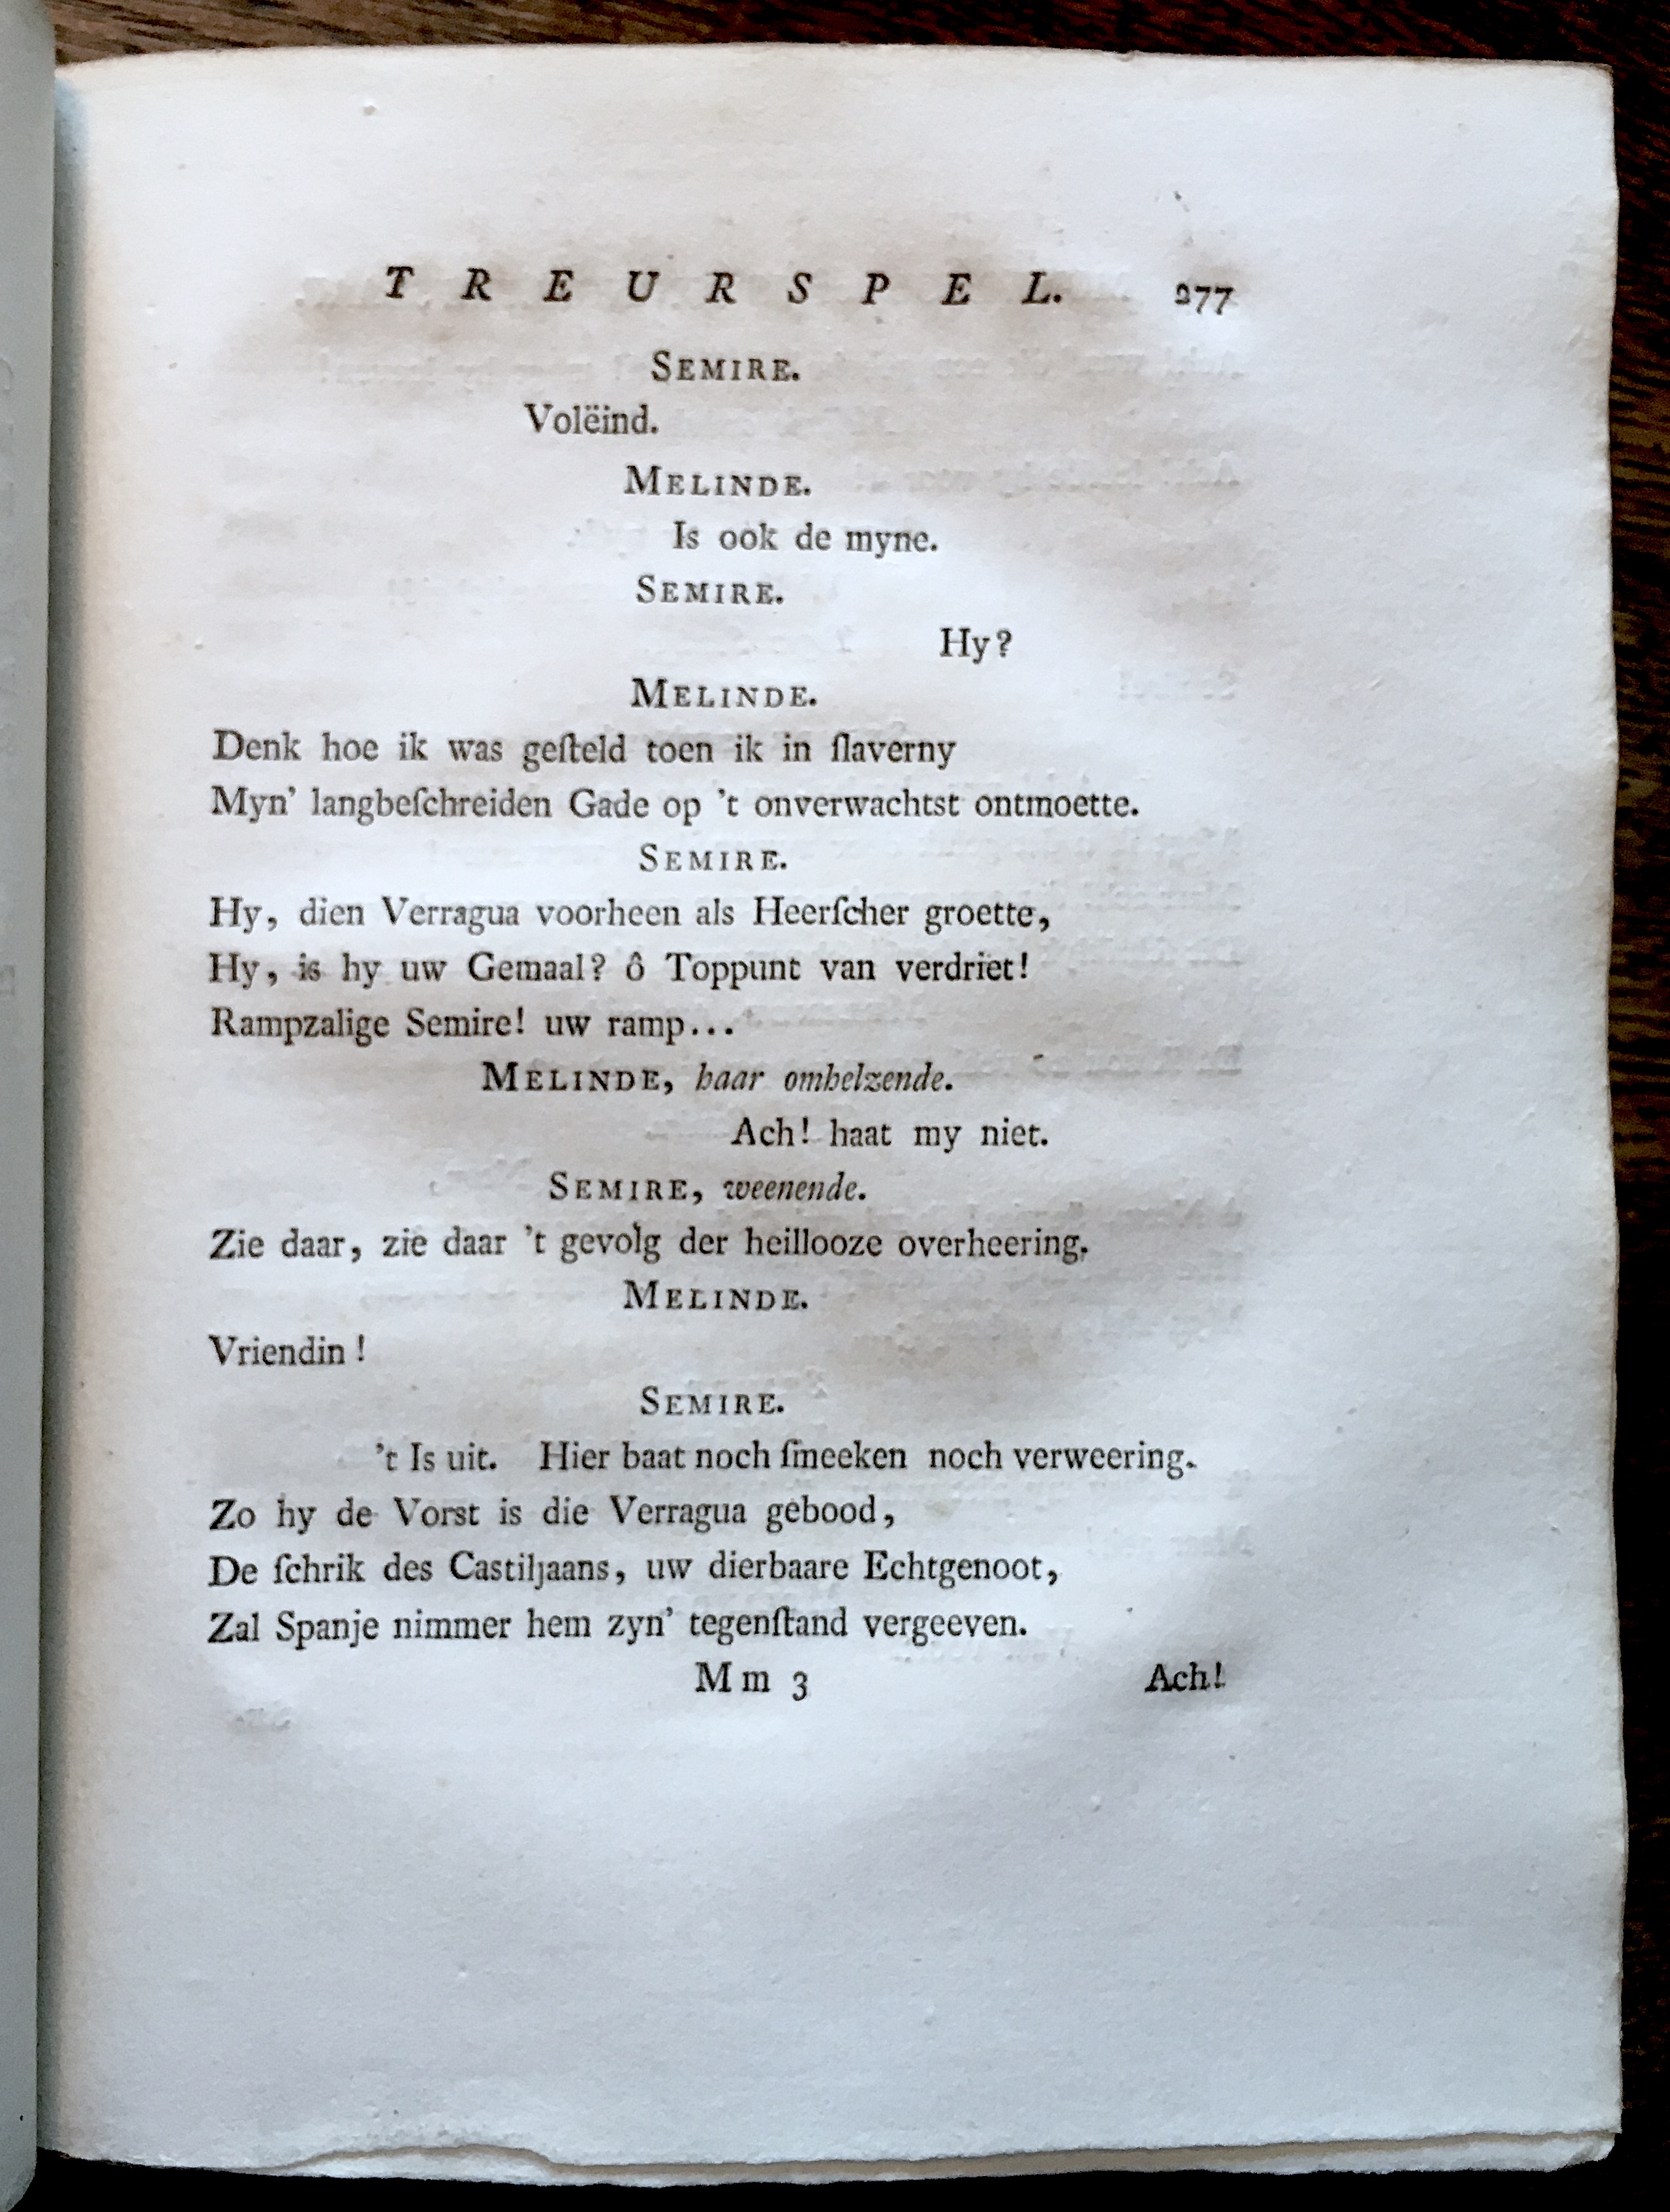 TREURSPEL. 277
SEMIRE.
Volëind.
MELINDE.
Is ook de myne.
SEMIRE.
Hy?
MELINDE.
Denk hoe ik was geſteld toen ik in ſlaverny
Myn’ langbeſchreiden Gade op ’t onverwachtst ontmoette.
SEMIRE.
Hy, dien Verragua voorheen als Heerſcher groette,
Hy, is hy uw Gemaal? ô Toppunt van verdriet!
Rampzalige Semire! uw ramp...
MELINDE, haar omhelzende.
Ach! haat my niet.
SEMIRE, weenende.
Zie daar, zie daar ’t gevolg der heillooze overheering.
MELINDE.
Vriendin!
SEMIRE.
’t Is uit. Hier baat noch ſmeeken noch verweering.
Zo hy de Vorst is die Verragua gebood,
De ſchrik des Castiljaans, uw dierbaare Echtgenoot,
Zal Spanje nimmer hem zyn’ tegenſtand vergeeven.
Mm 3 Ach!